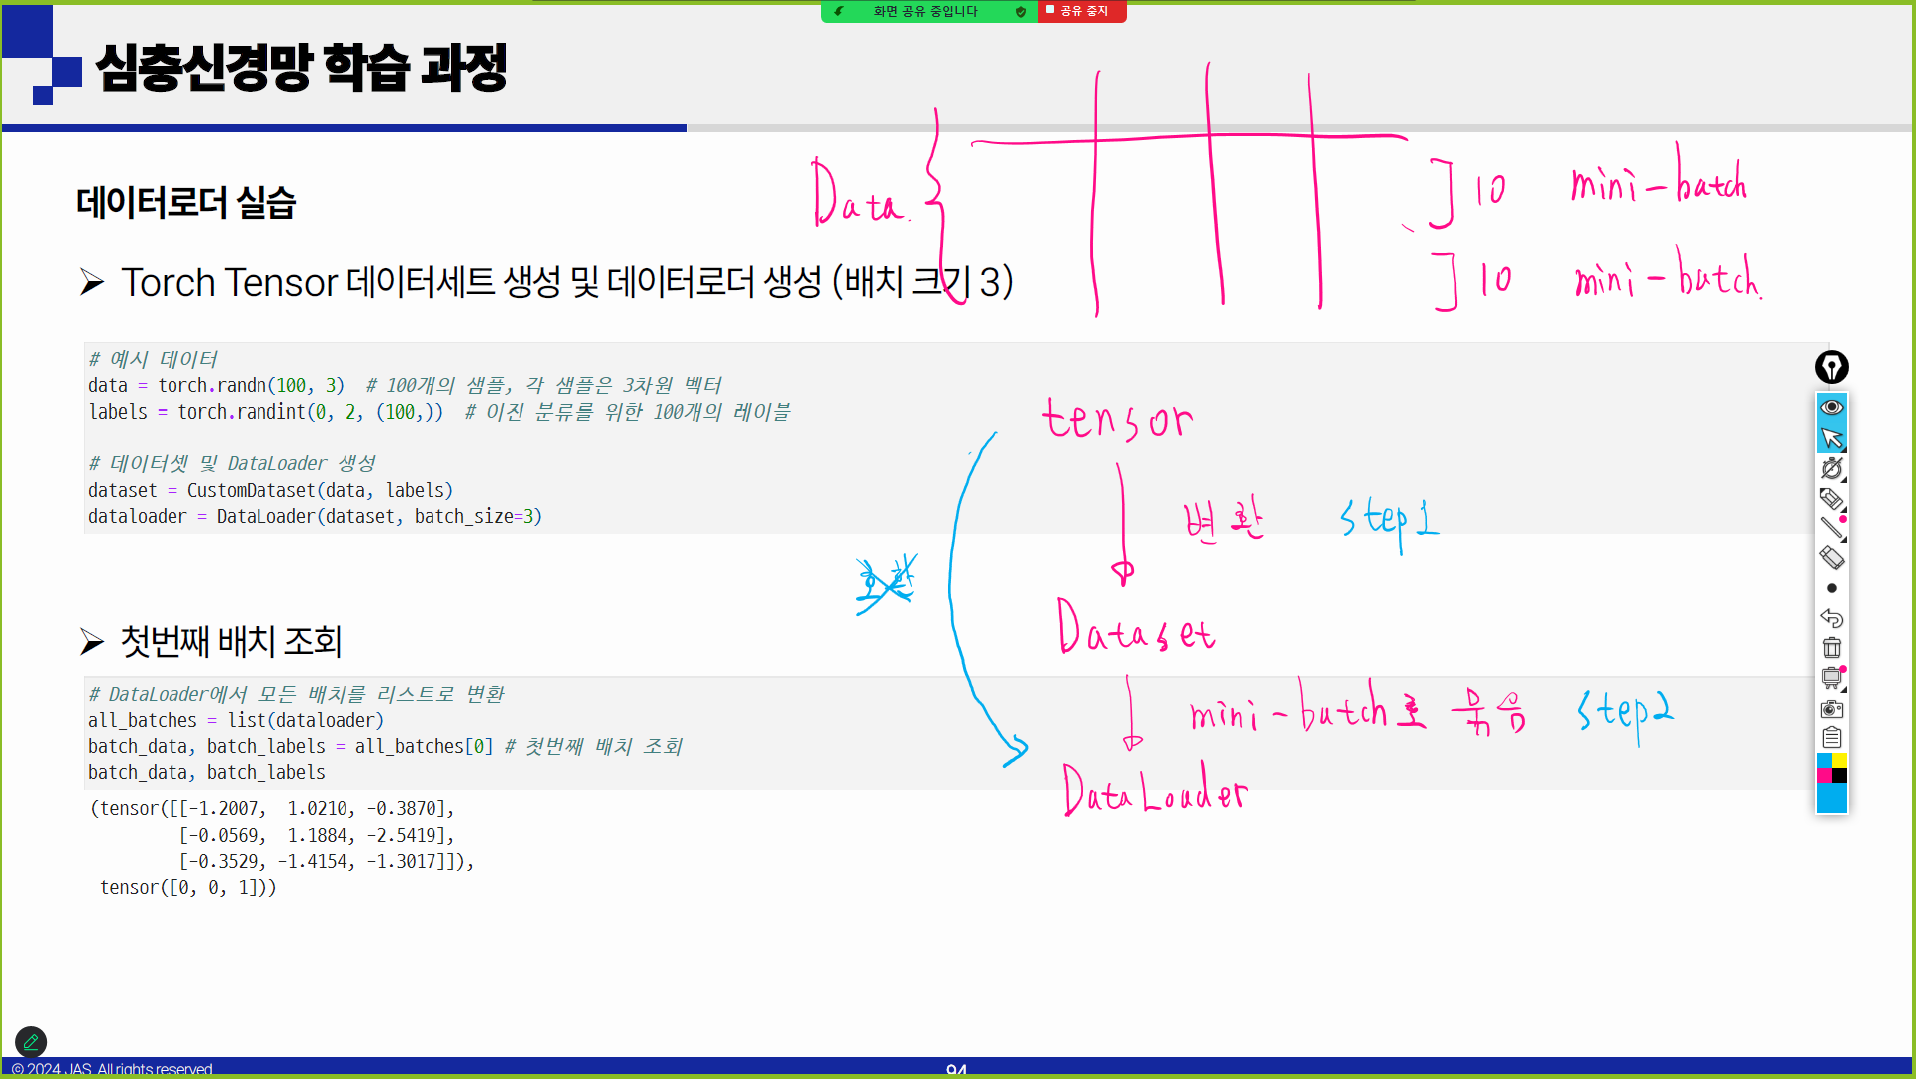 화면 공유 중입니다
공유 중지
심층신경망 학습 과정
Data.
10 mini-batch
10 mini-batch.
데이터로더 실습
➢ Torch Tensor 데이터세트 생성 및 데이터로더 생성 (배치 크기 3)
# 예시 데이터
data = torch.randn(100, 3)  # 100개의 샘플, 각 샘플은 3차원 벡터
labels = torch.randint(0, 2, (100,))  # 이진 분류를 위한 100개의 레이블
# 데이터셋 및 DataLoader 생성
dataset = CustomDataset(data, labels)
dataloader = DataLoader(dataset, batch_size=3)
tensor
변환 step1
Dataset
mini-batch로 묶음 step2
DataLoader
➢ 첫번째 배치 조회
# DataLoader에서 모든 배치를 리스트로 변환
all_batches = list(dataloader)
batch_data, batch_labels = all_batches[0] # 첫번째 배치 조회
batch_data, batch_labels
(tensor([[-1.2007,  1.0210, -0.3870],
[-0.0569,  1.1884, -2.5419],
[-0.3529, -1.4154, -1.3017]]),
tensor([0, 0, 1]))
© 2024 JAS. All rights reserved
94